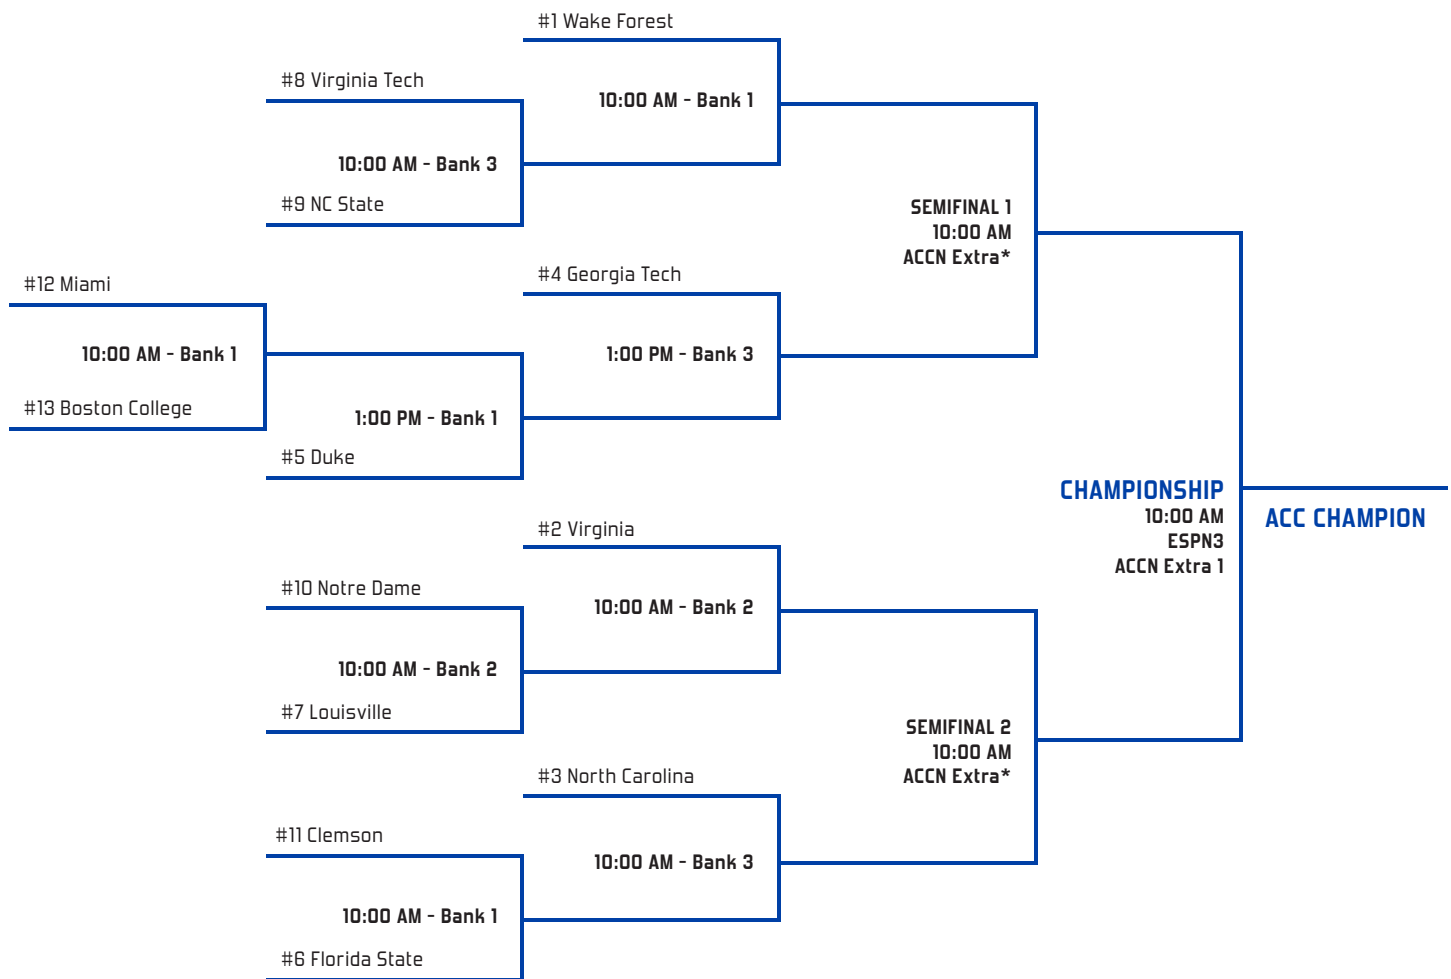 #1 Wake Forest
#8 Virginia Tech
10:00 AM - Bank 1
10:00 AM - Bank 3
#9 NC State
SEMIFINAL 1
10:00 AM
ACCN Extra*
#12 Miami
#4 Georgia Tech
10:00 AM - Bank 1
1:00 PM - Bank 3
#13 Boston College
1:00 PM - Bank 1
#5 Duke
CHAMPIONSHIP
10:00 AM
ESPN3
ACCN Extra 1
ACC CHAMPION
#2 Virginia
#10 Notre Dame
10:00 AM - Bank 2
10:00 AM - Bank 2
#7 Louisville
SEMIFINAL 2
10:00 AM
ACCN Extra*
#3 North Carolina
#11 Clemson
10:00 AM - Bank 3
10:00 AM - Bank 1
#6 Florida State